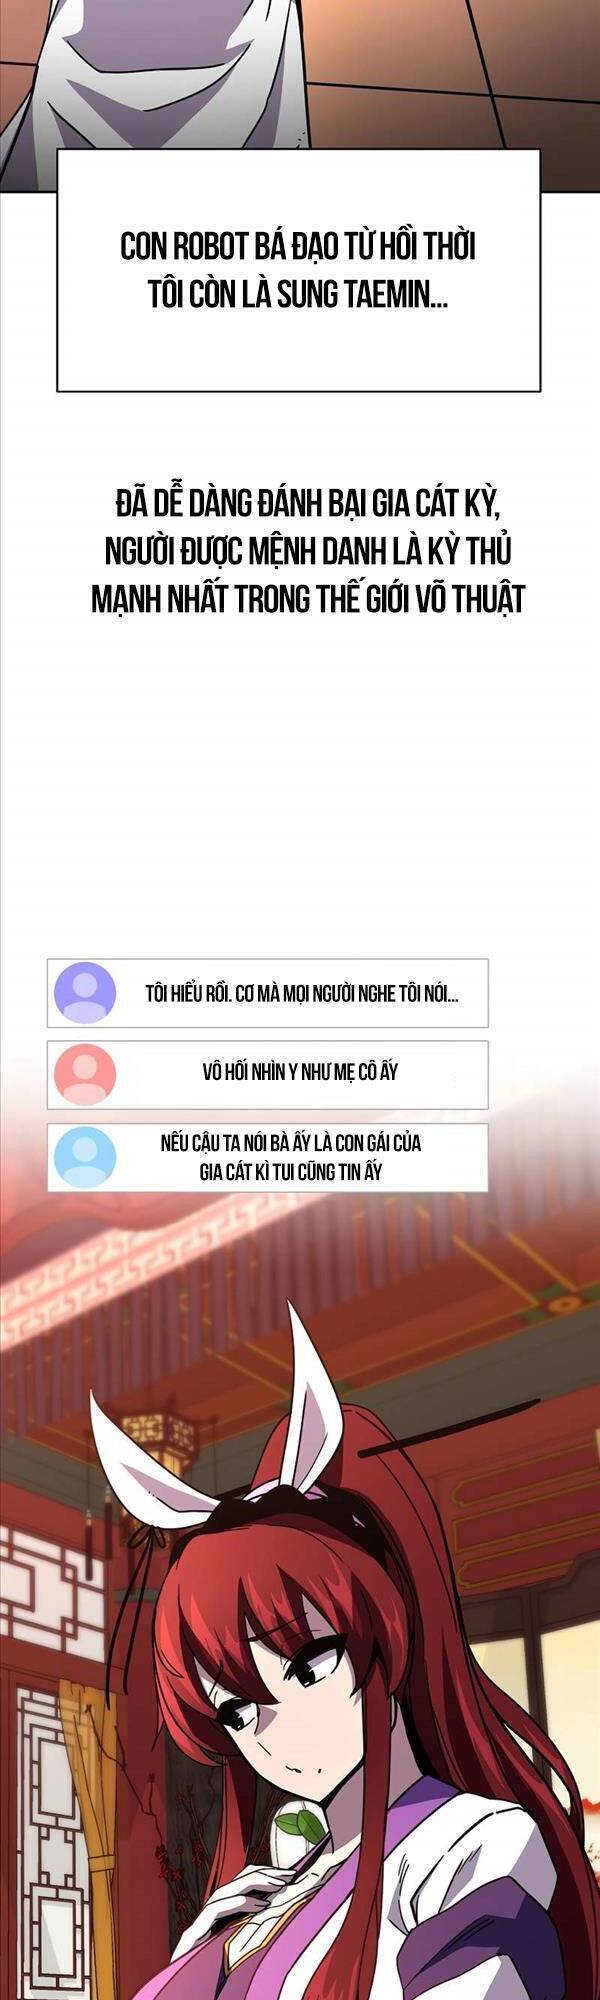 CON ROBOT BÁ ĐẠO TỪ HỒI THỜI
TÔI CÒN LÀ SUNG TAEMIN...
ĐÃ DỄ DÀNG ĐÁNH BẠI GIA CÁT KỲ,
NGƯỜI ĐƯỢC MỆNH DANH LÀ KỲ THỦ
MẠNH NHẤT TRONG THẾ GIỚI VÕ THUẬT
TÔI HIỂU RỒI. CƠ MÀ MỌI NGƯỜI NGHE TÔI NÓI...
VÔ HỐI NHÌN Y NHƯ MẸ CÔ ẤY
NẾU CẬU TA NÓI BÀ ẤY LÀ CON GÁI CỦA
GIA CÁT KÌ TUI CŨNG TIN ẤY